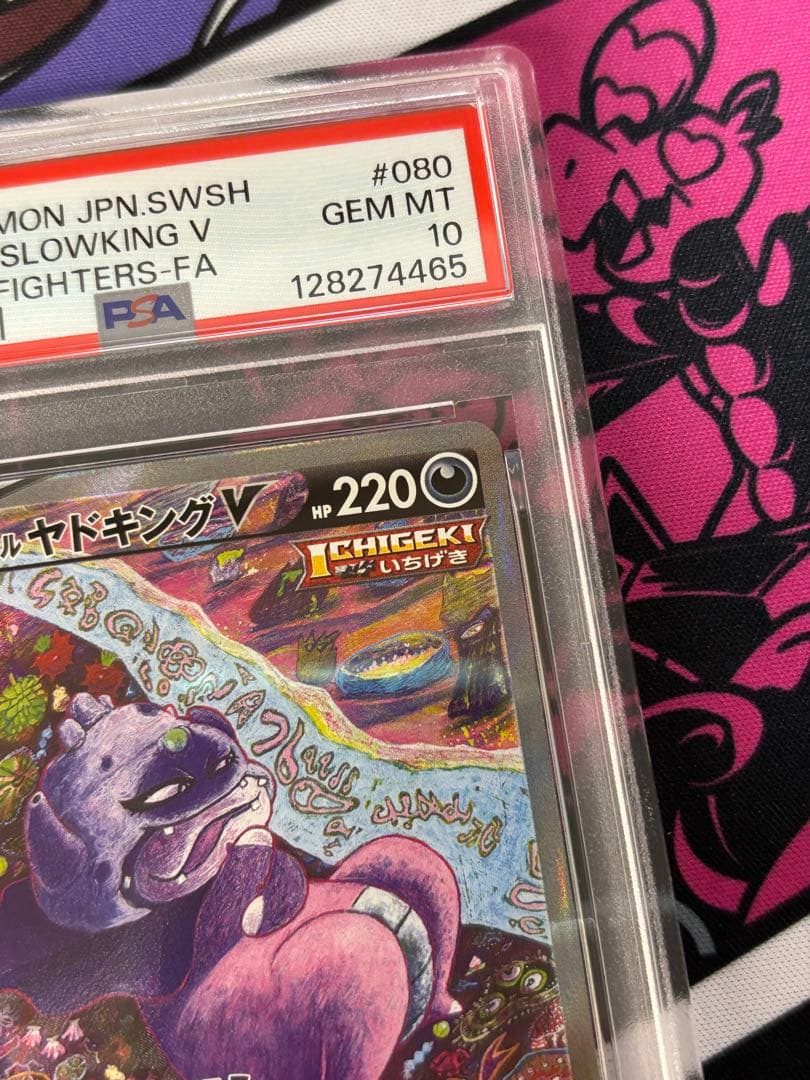 MON JPN.SWSH #080
SLOWKING V GEM MT
FIGHTERS-FA 10
128274465
PSA
ル ヤドキングV HP 220
ICHIGEKI
いちげき